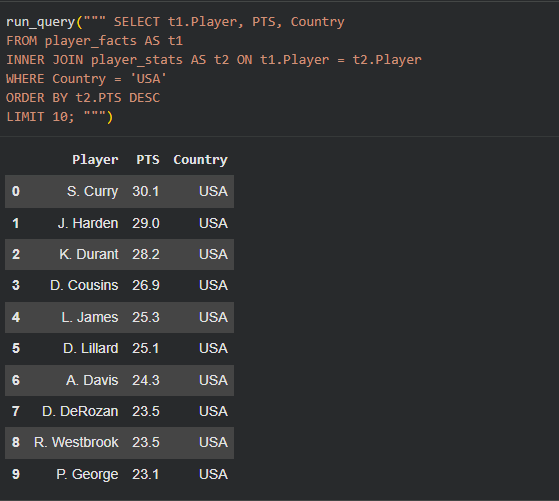 run_query(""" SELECT t1.Player, PTS, Country
FROM player_facts AS t1
INNER JOIN player_stats AS t2 ON t1.Player = t2.Player
WHERE Country = 'USA'
ORDER BY t2.PTS DESC
LIMIT 10; """)
Player PTS Country
0 S. Curry 30.1 USA
1 J. Harden 29.0 USA
2 K. Durant 28.2 USA
3 D. Cousins 26.9 USA
4 L. James 25.3 USA
5 D. Lillard 25.1 USA
6 A. Davis 24.3 USA
7 D. DeRozan 23.5 USA
8 R. Westbrook 23.5 USA
9 P. George 23.1 USA